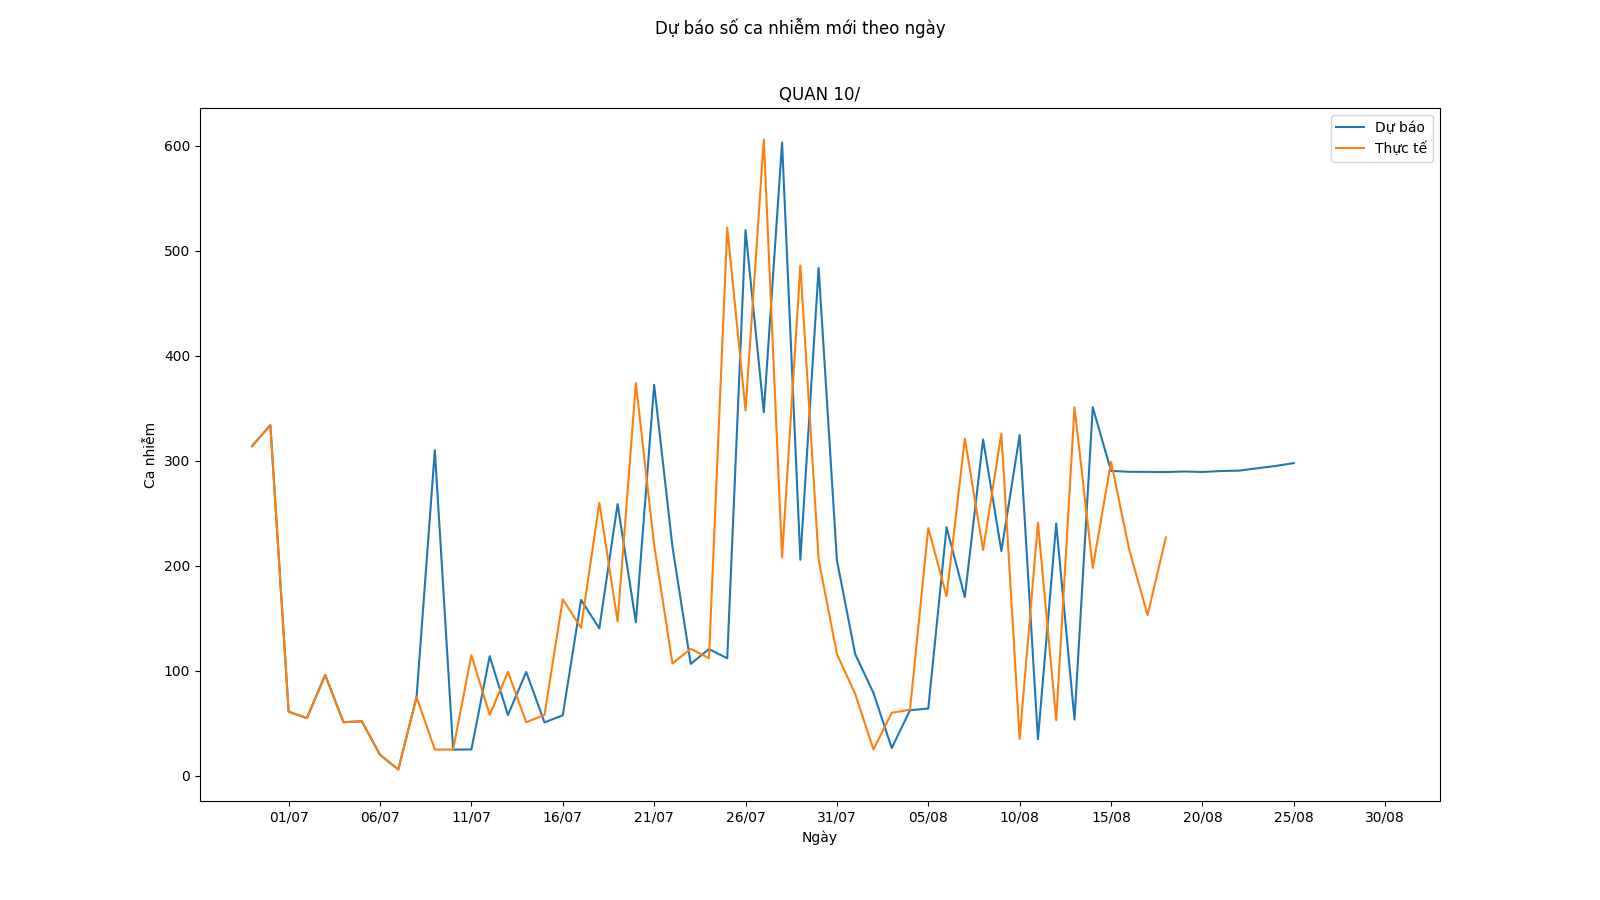 Dự báo số ca nhiễm mới theo ngày
QUAN 10/
Dự báo
Thực tế
600
500
400
300
200
100
0
Ca nhiễm
01/07 06/07 11/07 16/07 21/07 26/07 31/07 05/08 10/08 15/08 20/08 25/08 30/08
Ngày